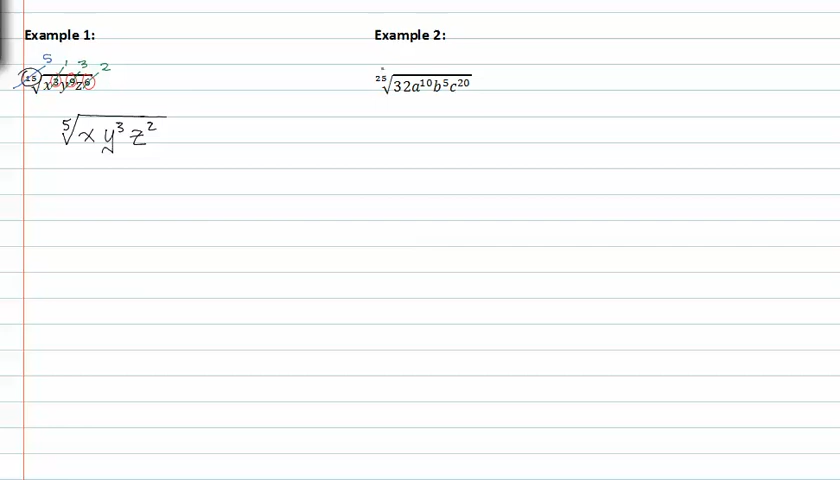 Example 1:
5 1 3 2
¹⁵√x³y⁹z⁶
⁵√x y³ z²
Example 2:
²⁵√32a¹⁰b⁵c²⁰